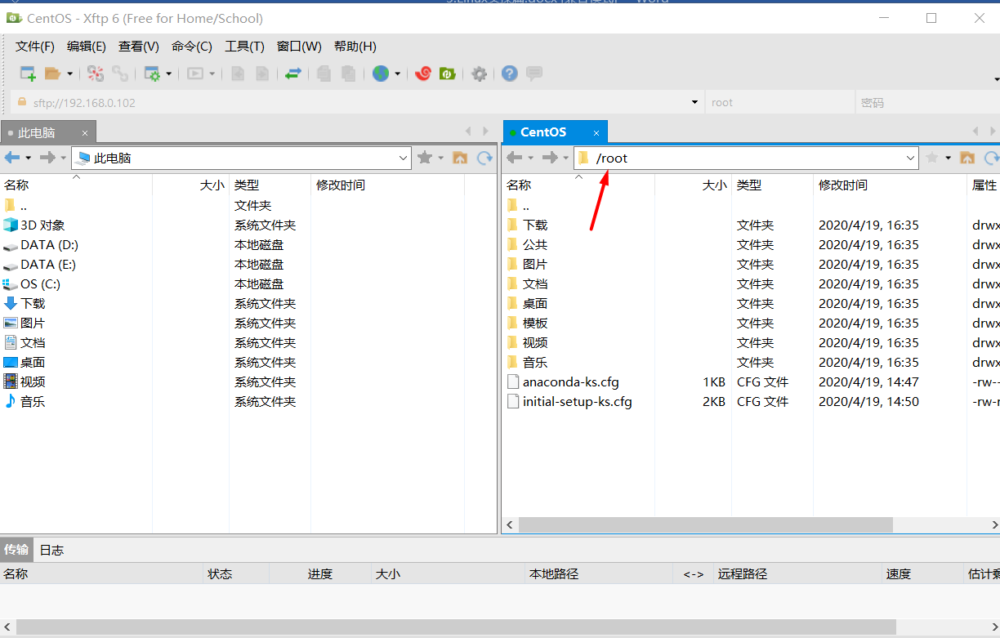 CentOS - Xftp 6 (Free for Home/School)
文件(F) 编辑(E) 查看(V) 命令(C) 工具(T) 窗口(W) 帮助(H)
sftp://192.168.0.102 root 密码
此电脑 × CentOS ×
此电脑 /root
名称 大小 类型 修改时间 名称 大小 类型 修改时间 属性
.. 文件夹 ..
3D 对象 系统文件夹 下载 文件夹 2020/4/19, 16:35 drwx
DATA (D:) 本地磁盘 公共 文件夹 2020/4/19, 16:35 drwx
DATA (E:) 本地磁盘 图片 文件夹 2020/4/19, 16:35 drwx
OS (C:) 本地磁盘 文档 文件夹 2020/4/19, 16:35 drwx
下载 系统文件夹 桌面 文件夹 2020/4/19, 16:35 drwx
图片 系统文件夹 模板 文件夹 2020/4/19, 16:35 drwx
文档 系统文件夹 视频 文件夹 2020/4/19, 16:35 drwx
桌面 系统文件夹 音乐 文件夹 2020/4/19, 16:35 drwx
视频 系统文件夹 anaconda-ks.cfg 1KB CFG 文件 2020/4/19, 14:47 -rw--
音乐 系统文件夹 initial-setup-ks.cfg 2KB CFG 文件 2020/4/19, 14:50 -rw-r
传输 日志
名称 状态 进度 大小 本地路径 <-> 远程路径 速度 估计剩